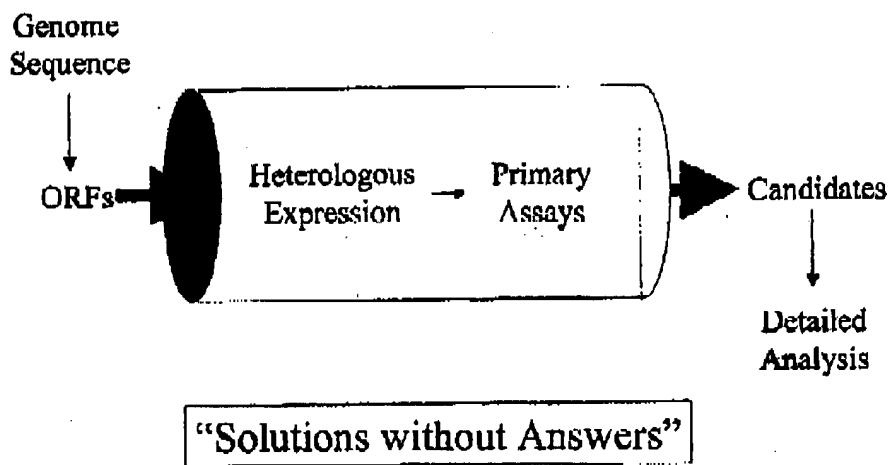 Genome
Sequence
ORFs
Heterologous
Expression
Primary
Assays
Candidates
Detailed
Analysis
“Solutions without Answers”